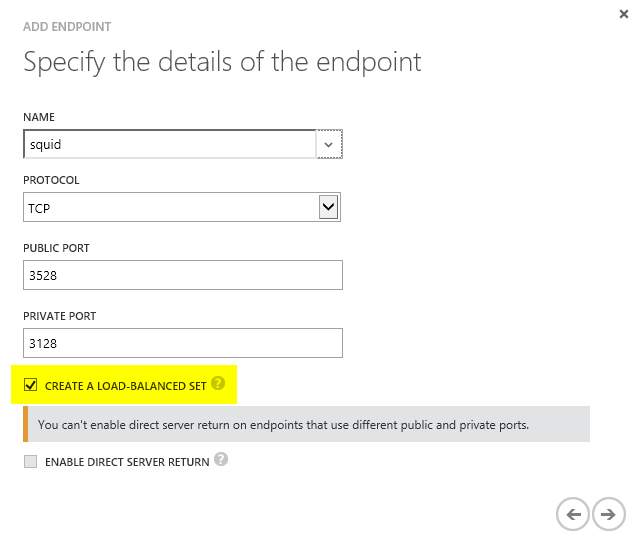 ADD ENDPOINT
Specify the details of the endpoint
NAME
squid
PROTOCOL
TCP
PUBLIC PORT
3528
PRIVATE PORT
3128
CREATE A LOAD-BALANCED SET ?
You can't enable direct server return on endpoints that use different public and private ports.
ENABLE DIRECT SERVER RETURN ?